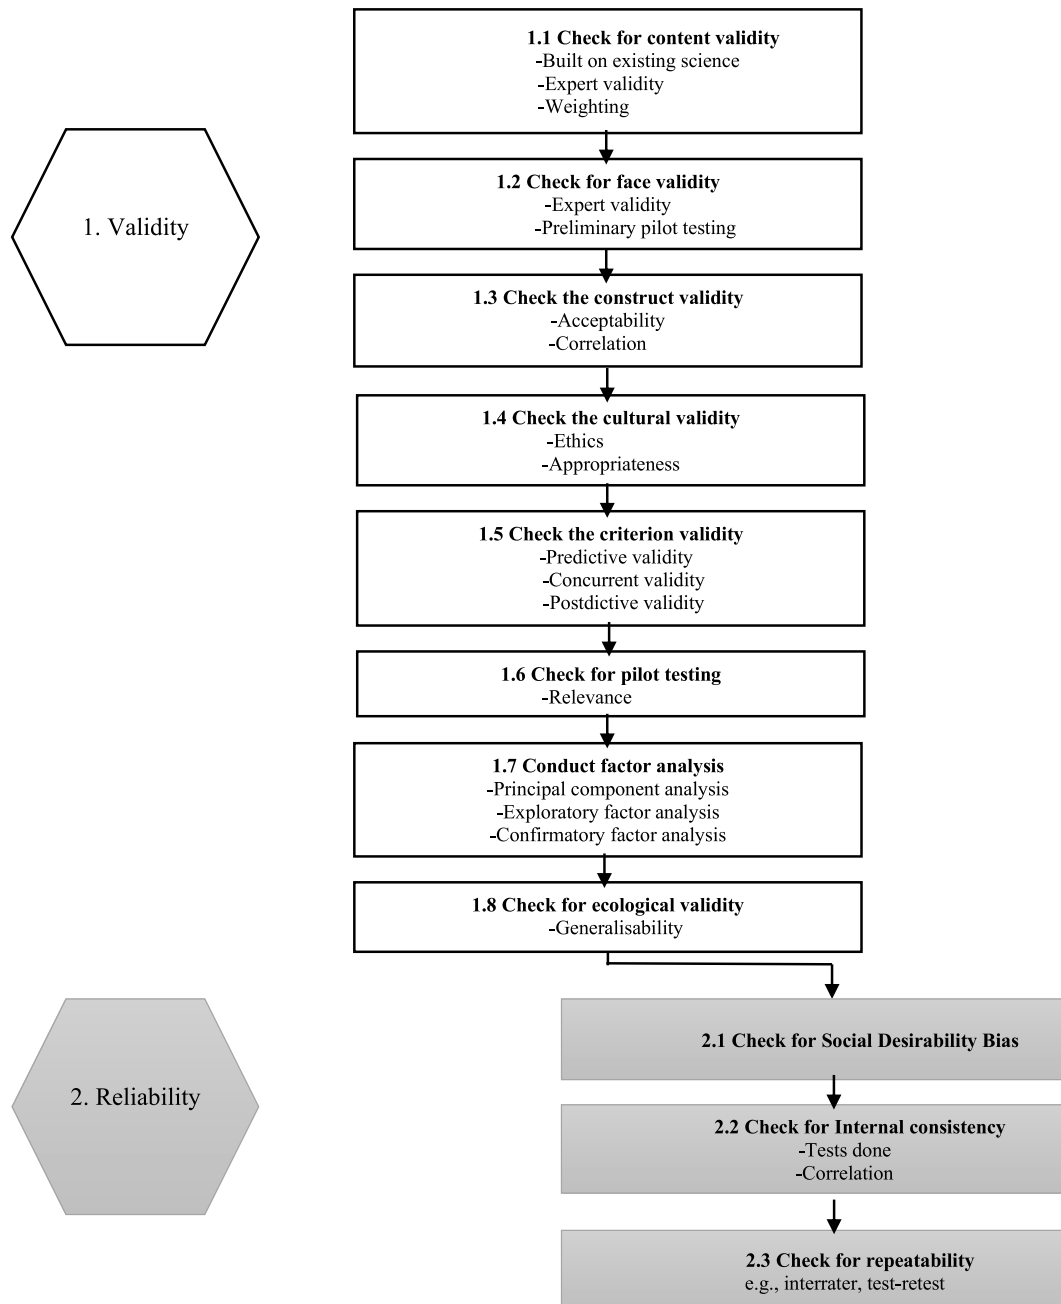 1.1 Check for content validity
-Built on existing science
-Expert validity
-Weighting
1. Validity
1.2 Check for face validity
-Expert validity
-Preliminary pilot testing
1.3 Check the construct validity
-Acceptability
-Correlation
1.4 Check the cultural validity
-Ethics
-Appropriateness
1.5 Check the criterion validity
-Predictive validity
-Concurrent validity
-Postdictive validity
1.6 Check for pilot testing
-Relevance
1.7 Conduct factor analysis
-Principal component analysis
-Exploratory factor analysis
-Confirmatory factor analysis
1.8 Check for ecological validity
-Generalisability
2. Reliability
2.1 Check for Social Desirability Bias
2.2 Check for Internal consistency
-Tests done
-Correlation
2.3 Check for repeatability
e.g., interrater, test-retest